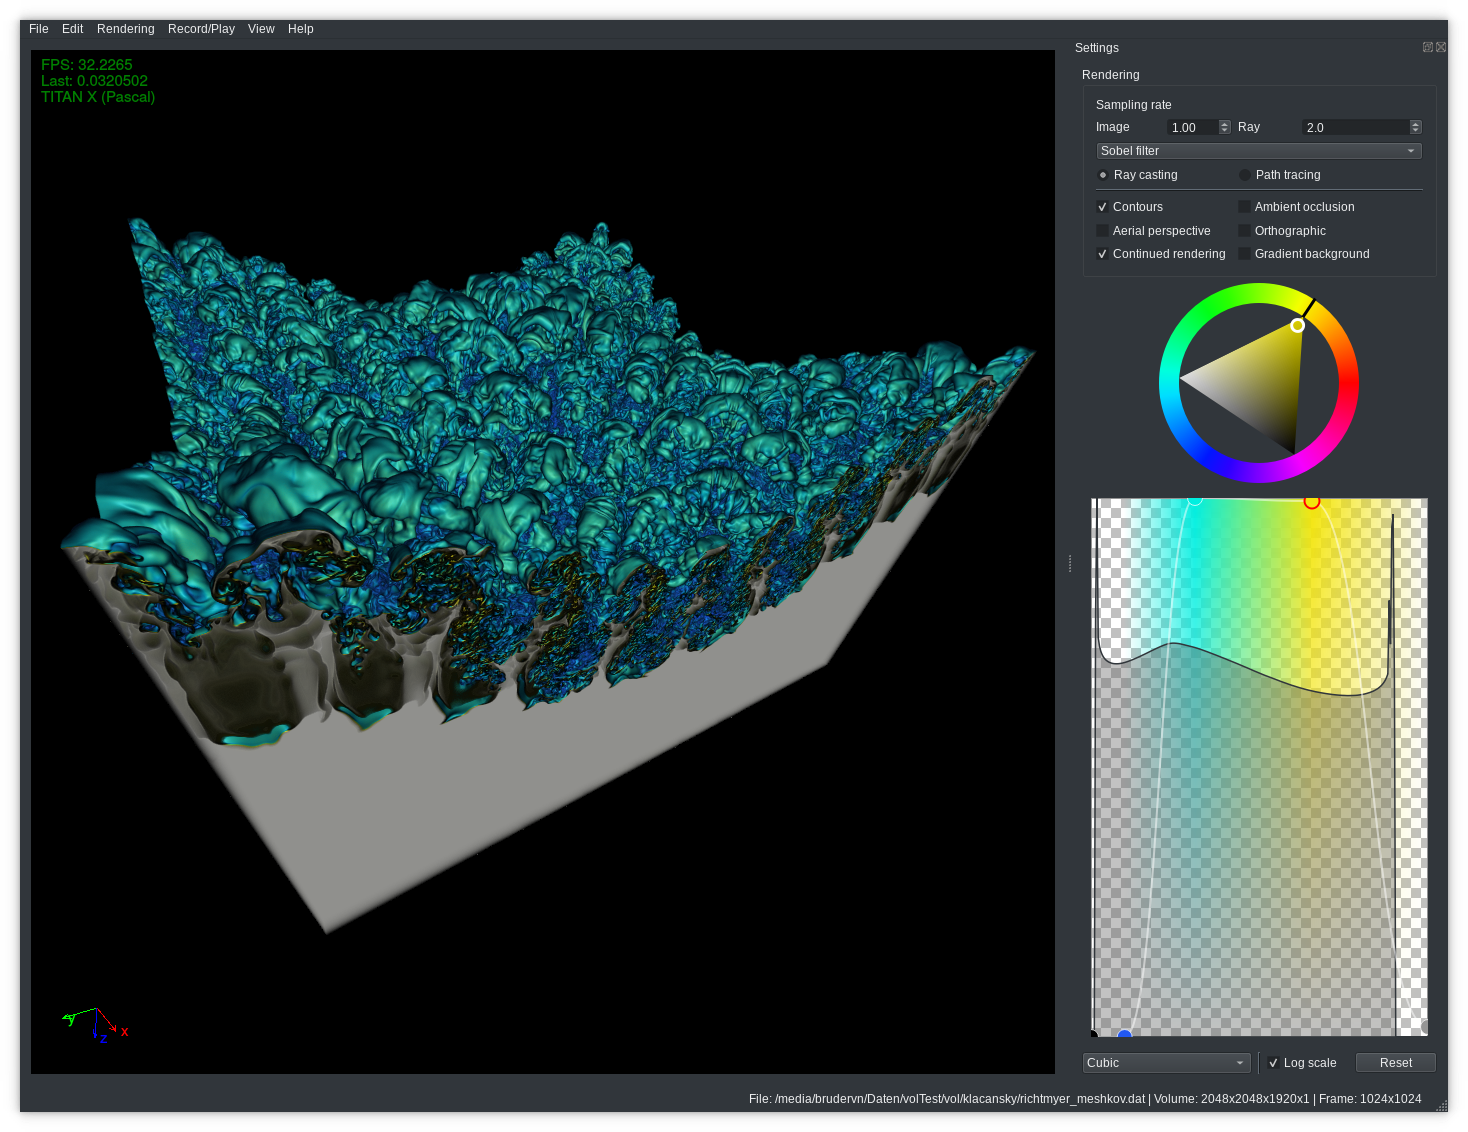 File Edit Rendering Record/Play View Help
Settings
FPS: 32.2265
Last: 0.0320502
TITAN X (Pascal)
Rendering
Sampling rate
Image 1.00 Ray 2.0
Sobel filter
Ray casting Path tracing
Contours Ambient occlusion
Aerial perspective Orthographic
Continued rendering Gradient background
y
x
z
Cubic Log scale Reset
File: /media/brudervn/Daten/volTest/vol/klacansky/richtmyer_meshkov.dat | Volume: 2048x2048x1920x1 | Frame: 1024x1024